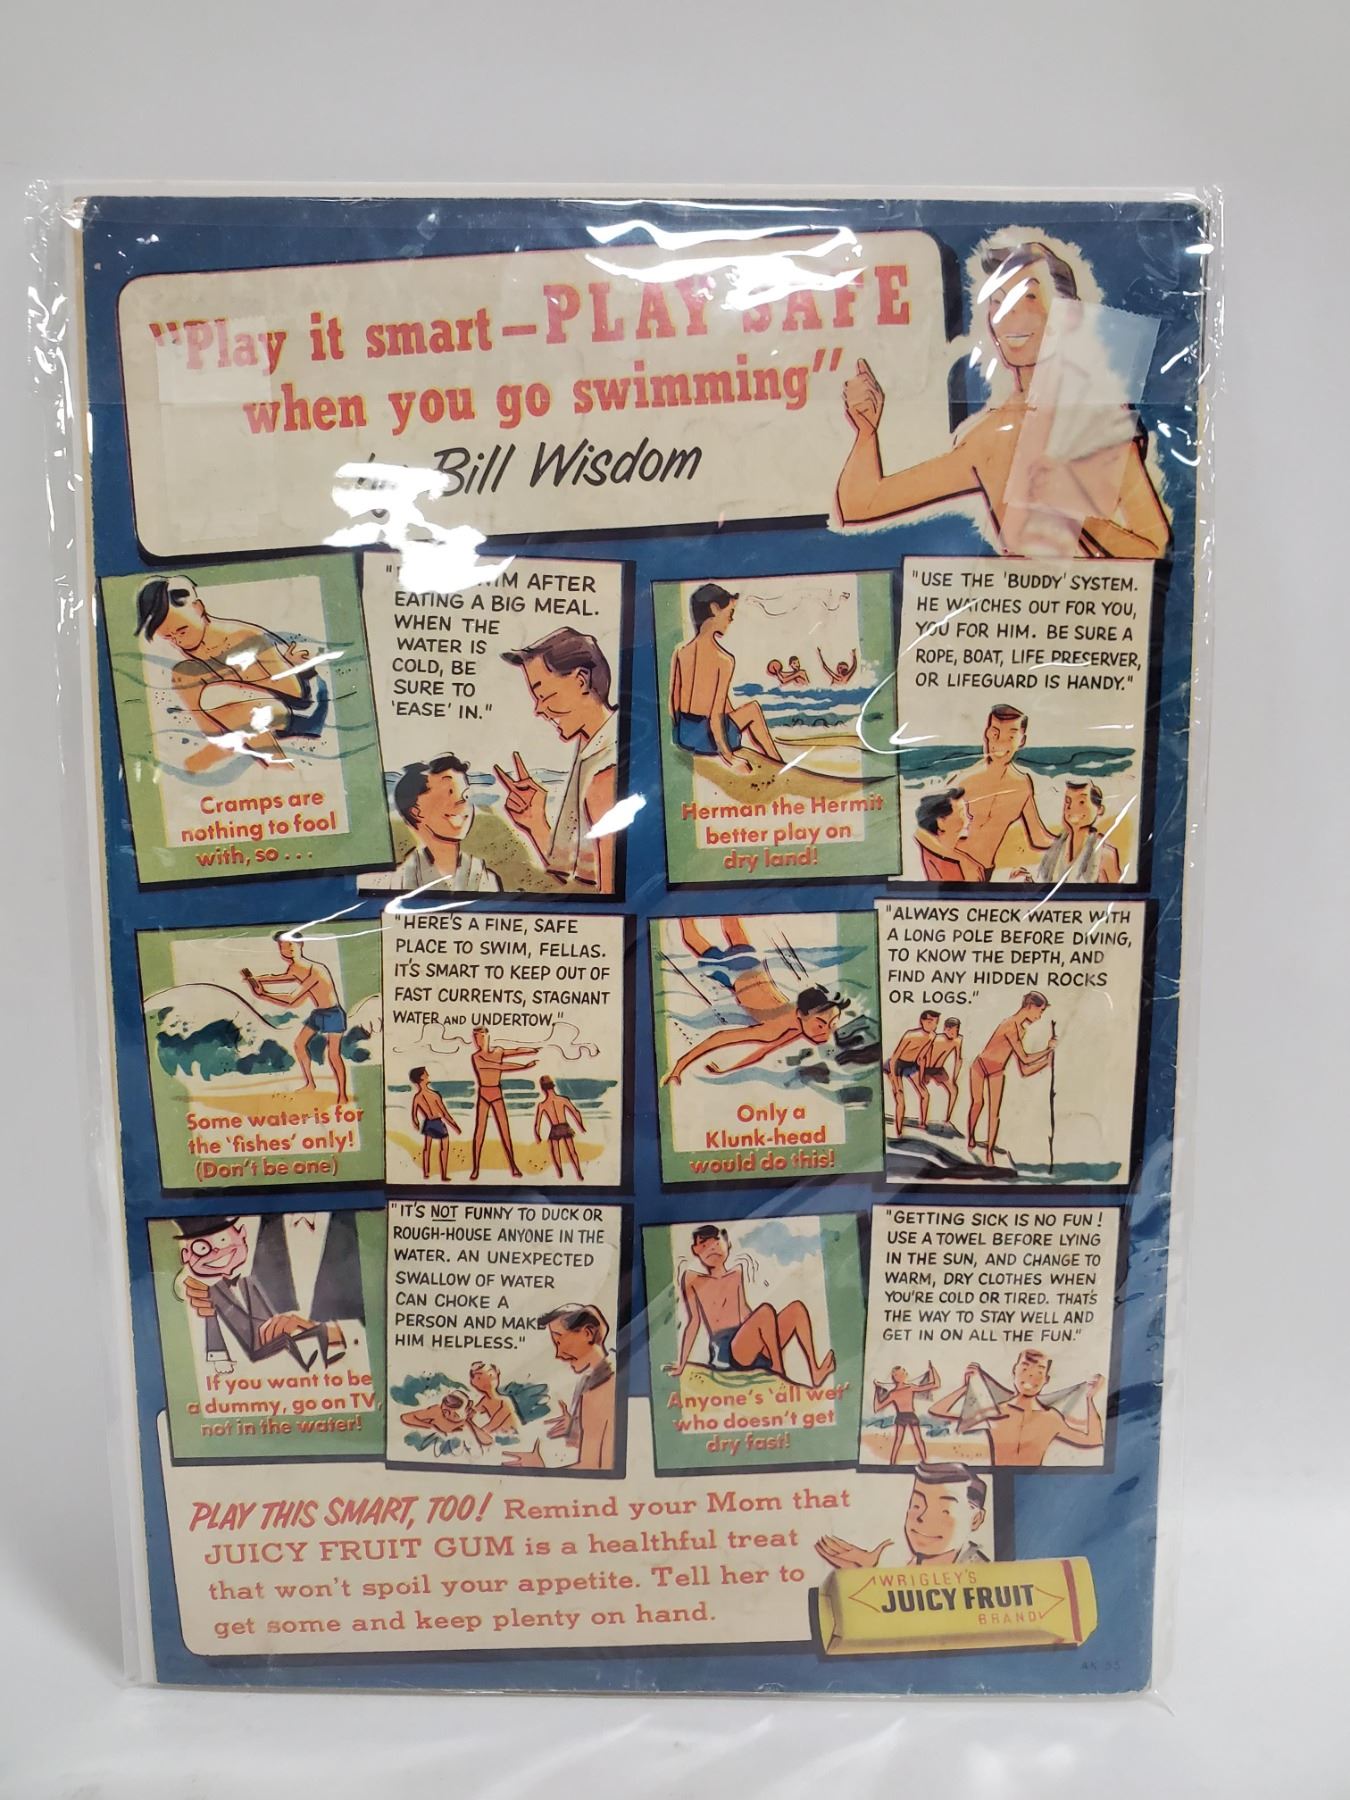 "Play it smart—PLAY SAFE
when you go swimming"
by Bill Wisdom
Cramps are
nothing to fool
with, so...
AFTER
EATING A BIG MEAL.
WHEN THE
WATER IS
COLD, BE
SURE TO
'EASE' IN."
Herman the Hermit
better play on
dry land!
"USE THE 'BUDDY' SYSTEM.
HE WATCHES OUT FOR YOU,
YOU FOR HIM. BE SURE A
ROPE, BOAT, LIFE PRESERVER,
OR LIFEGUARD IS HANDY."
Some water is for
the 'fishes' only!
(Don't be one)
"HERE'S A FINE, SAFE
PLACE TO SWIM, FELLAS.
IT'S SMART TO KEEP OUT OF
FAST CURRENTS, STAGNANT
WATER AND UNDERTOW."
Only a
Klunk-head
would do this!
"ALWAYS CHECK WATER WITH
A LONG POLE BEFORE DIVING,
TO KNOW THE DEPTH, AND
FIND ANY HIDDEN ROCKS
OR LOGS."
If you want to be
a dummy, go on TV,
not in the water!
"IT'S NOT FUNNY TO DUCK OR
ROUGH-HOUSE ANYONE IN THE
WATER. AN UNEXPECTED
SWALLOW OF WATER
CAN CHOKE A
PERSON AND MAKE
HIM HELPLESS."
Anyone's 'all wet'
who doesn't get
dry fast!
"GETTING SICK IS NO FUN!
USE A TOWEL BEFORE LYING
IN THE SUN, AND CHANGE TO
WARM, DRY CLOTHES WHEN
YOU'RE COLD OR TIRED. THAT'S
THE WAY TO STAY WELL AND
GET IN ON ALL THE FUN."
PLAY THIS SMART, TOO! Remind your Mom that
JUICY FRUIT GUM is a healthful treat
that won't spoil your appetite. Tell her to
get some and keep plenty on hand.
WRIGLEY'S
JUICY FRUIT
BRAND
AK 55